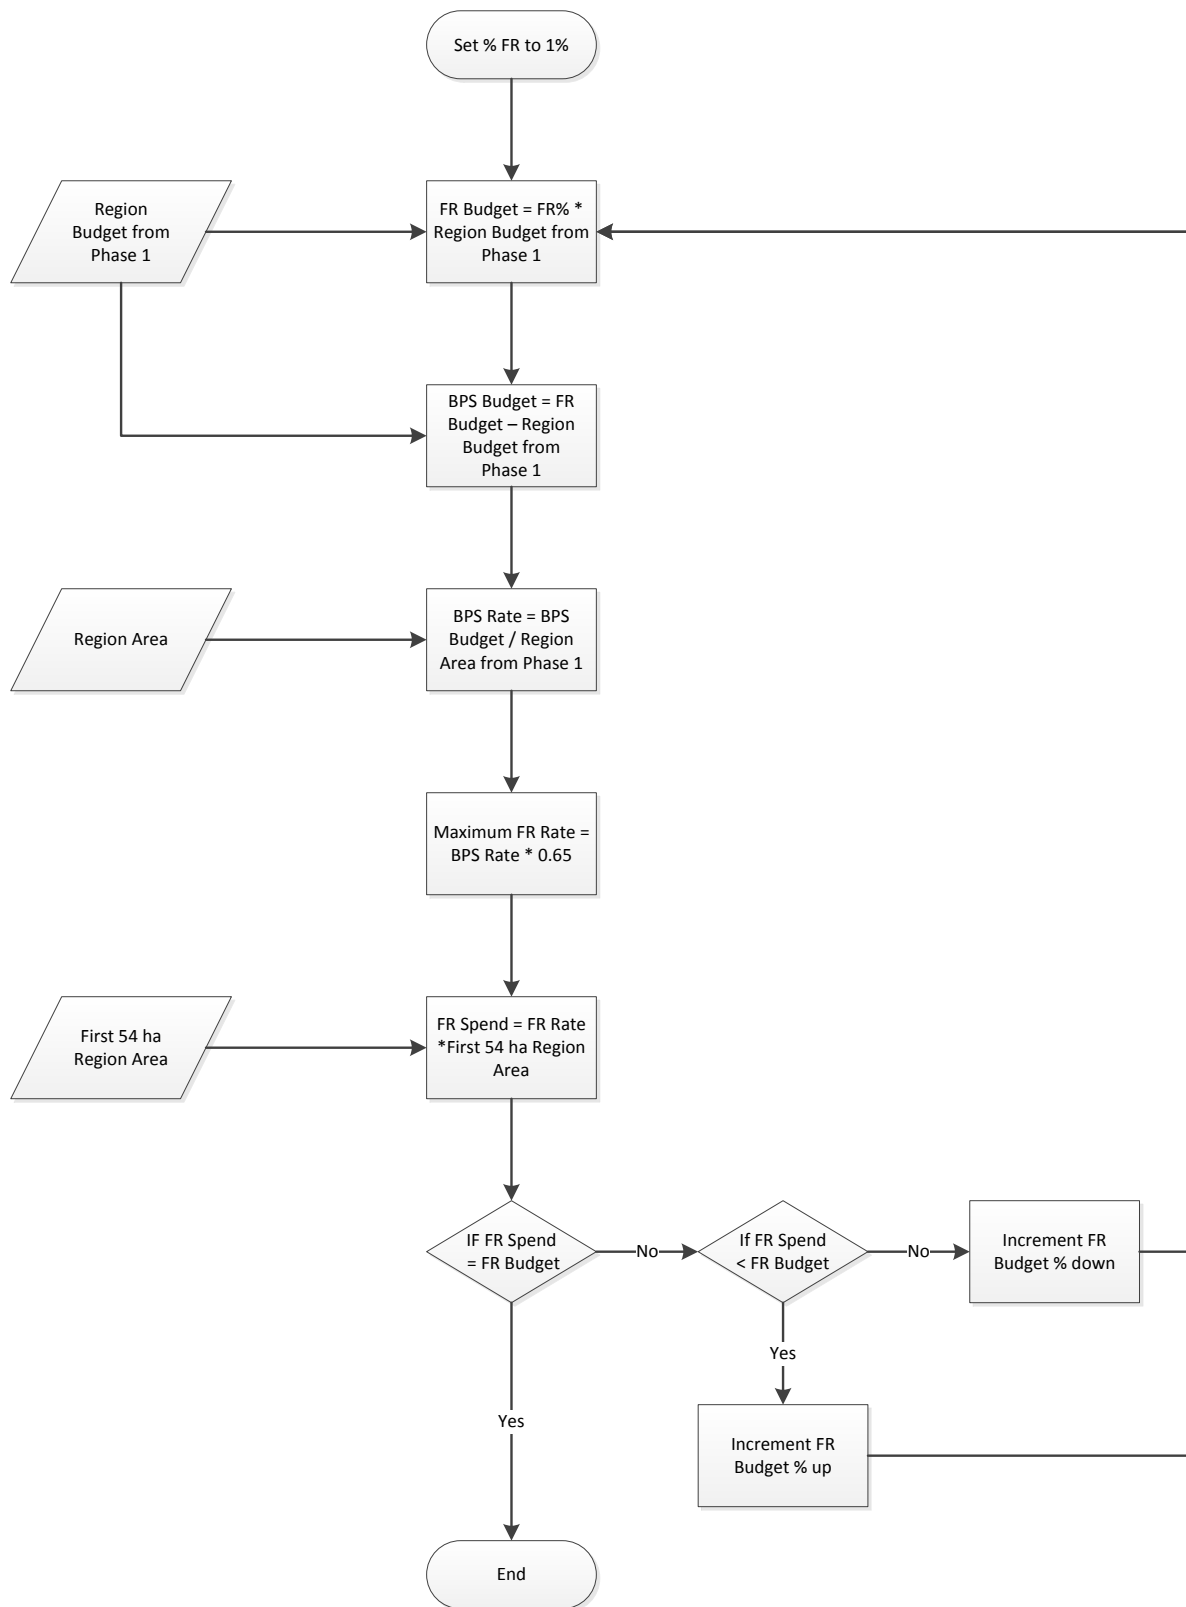 Set % FR to 1%
Region
Budget from
Phase 1
FR Budget = FR% *
Region Budget from
Phase 1
BPS Budget = FR
Budget – Region
Budget from
Phase 1
Region Area
BPS Rate = BPS
Budget / Region
Area from Phase 1
Maximum FR Rate =
BPS Rate * 0.65
First 54 ha
Region Area
FR Spend = FR Rate
*First 54 ha Region
Area
IF FR Spend
= FR Budget
No
If FR Spend
< FR Budget
No
Increment FR
Budget % down
Yes
Yes
Increment FR
Budget % up
End